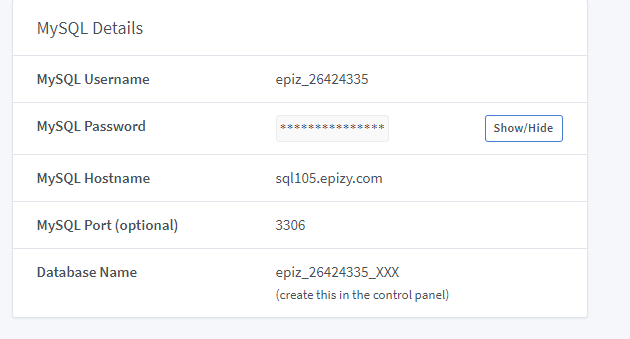 MySQL Details
MySQL Username epiz_26424335
MySQL Password *************** Show/Hide
MySQL Hostname sql105.epizy.com
MySQL Port (optional) 3306
Database Name epiz_26424335_XXX
(create this in the control panel)